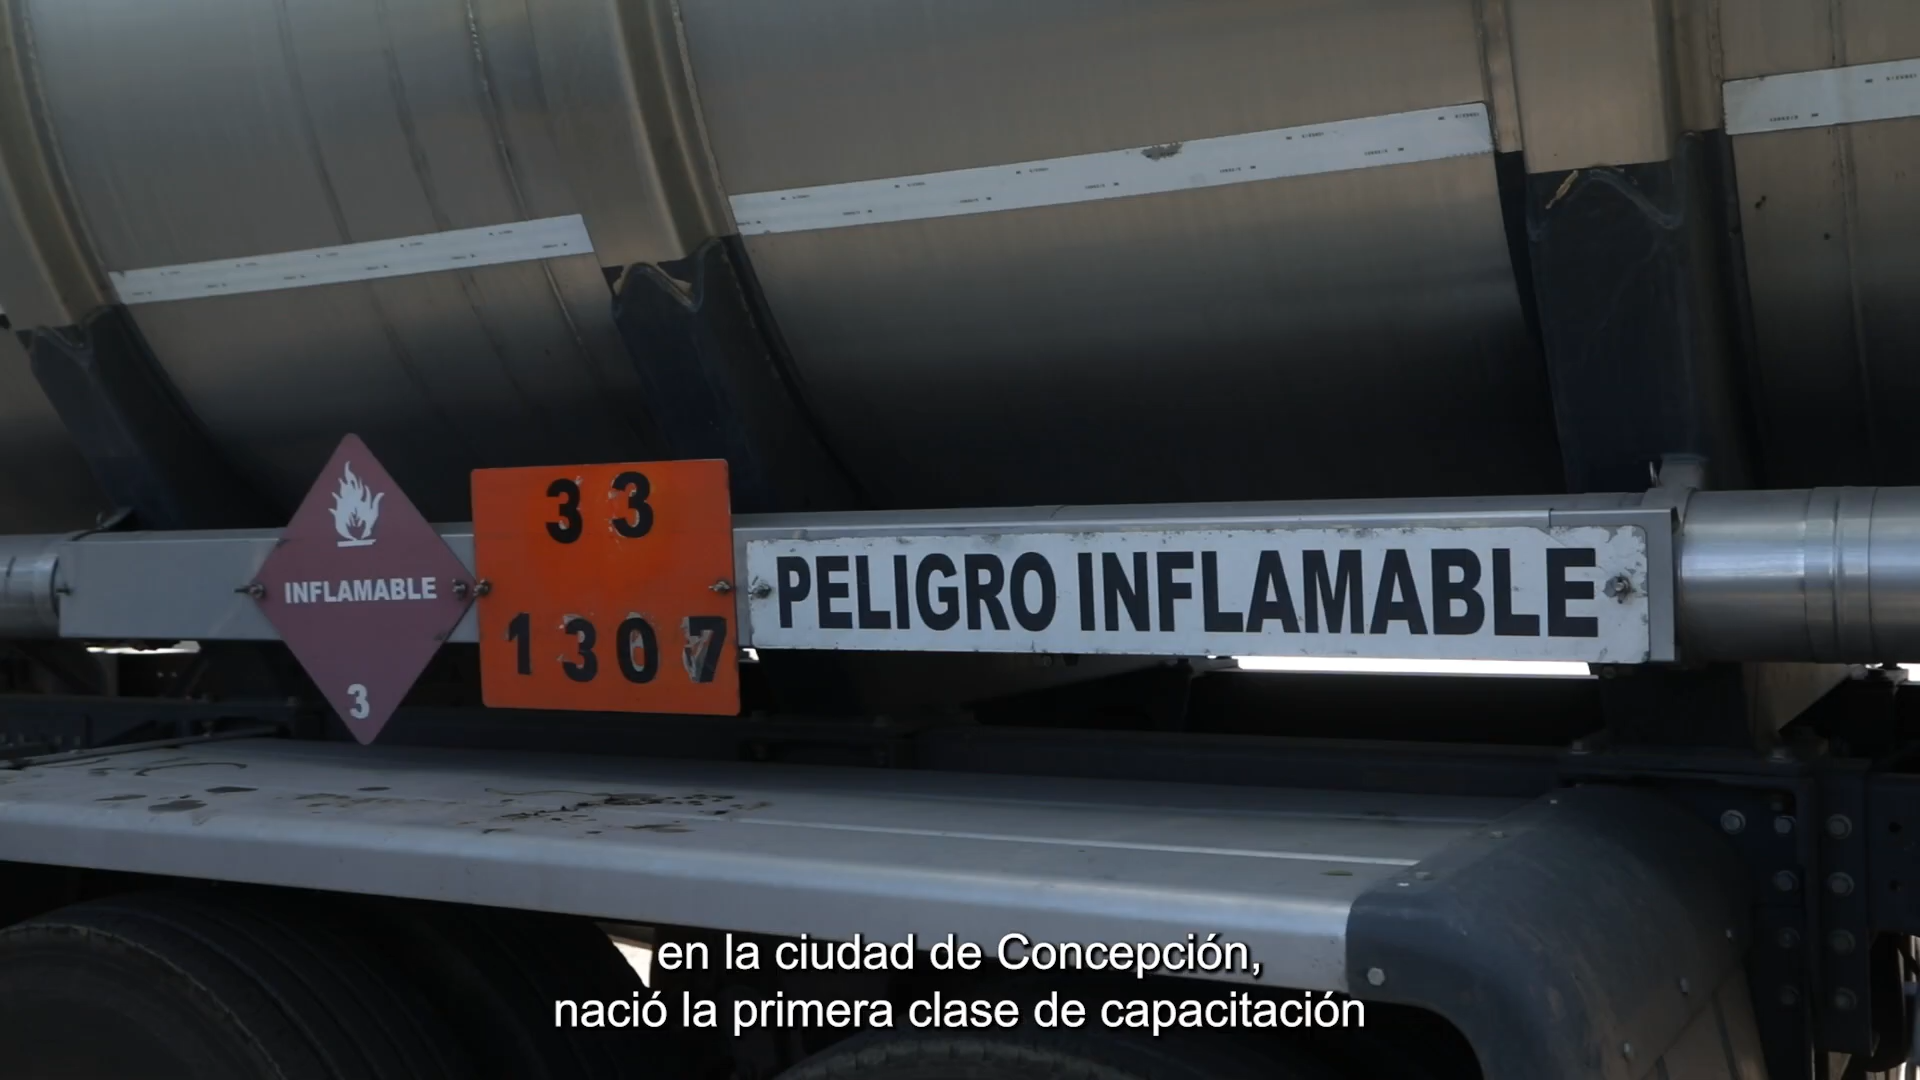 INFLAMABLE
3
33
1307
PELIGRO INFLAMABLE
en la ciudad de Concepción,
nació la primera clase de capacitación